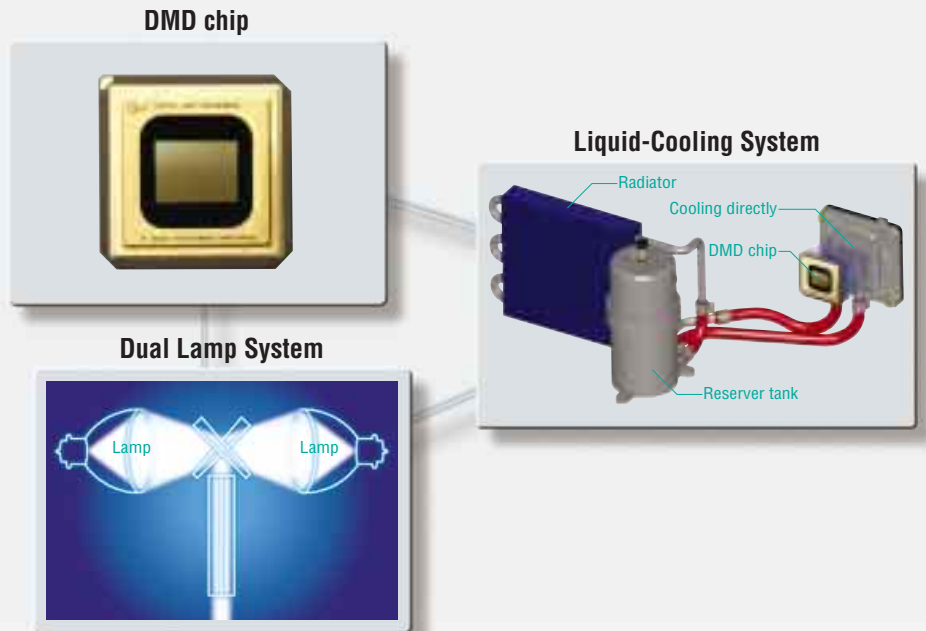 DMD chip
Liquid-Cooling System
Radiator
Cooling directly
DMD chip
Reserver tank
Dual Lamp System
Lamp
Lamp